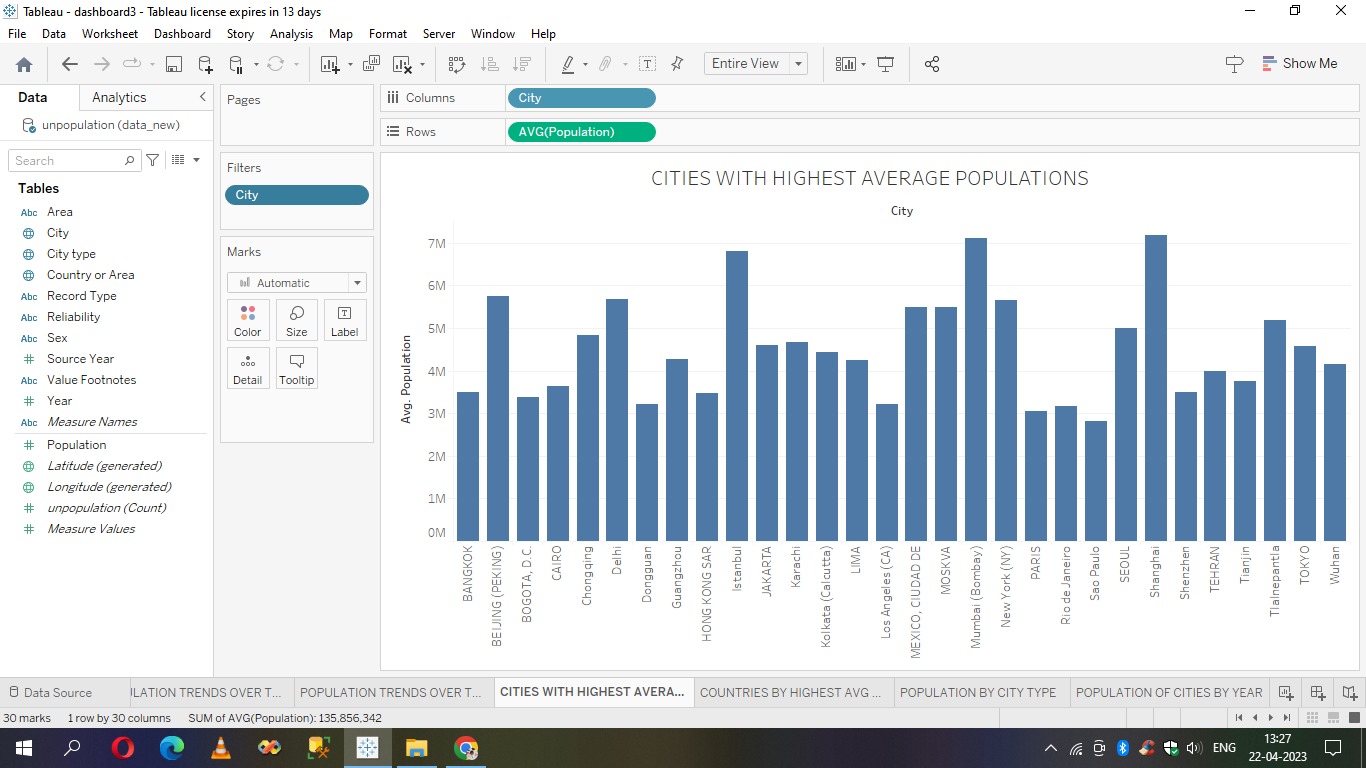 Tableau - dashboard3 - Tableau license expires in 13 days
File Data Worksheet Dashboard Story Analysis Map Format Server Window Help
Entire View
Show Me
Data Analytics
unpopulation (data_new)
Search
Tables
Abc Area
City
City type
Country or Area
Abc Record Type
Abc Reliability
Abc Sex
Source Year
Abc Value Footnotes
Year
Abc Measure Names
Population
Latitude (generated)
Longitude (generated)
unpopulation (Count)
Measure Values
Pages
Filters
City
Marks
Automatic
Color Size Label
Detail Tooltip
Columns City
Rows AVG(Population)
CITIES WITH HIGHEST AVERAGE POPULATIONS
City
Avg. Population
7M
6M
5M
4M
3M
2M
1M
0M
BANGKOK
BEIJING (PEKING)
BOGOTA, D.C.
CAIRO
Chongqing
Delhi
Dongguan
Guangzhou
HONG KONG SAR
Istanbul
JAKARTA
Karachi
Kolkata (Calcutta)
LIMA
Los Angeles (CA)
MEXICO, CIUDAD DE
MOSKVA
Mumbai (Bombay)
New York (NY)
PARIS
Rio de Janeiro
Sao Paulo
SEOUL
Shanghai
Shenzhen
TEHRAN
Tianjin
Tlalnepantla
TOKYO
Wuhan
Data Source
ULATION TRENDS OVER T...
POPULATION TRENDS OVER T...
CITIES WITH HIGHEST AVERA...
COUNTRIES BY HIGHEST AVG ...
POPULATION BY CITY TYPE
POPULATION OF CITIES BY YEAR
30 marks 1 row by 30 columns SUM of AVG(Population): 135,856,342
ENG
13:27
22-04-2023